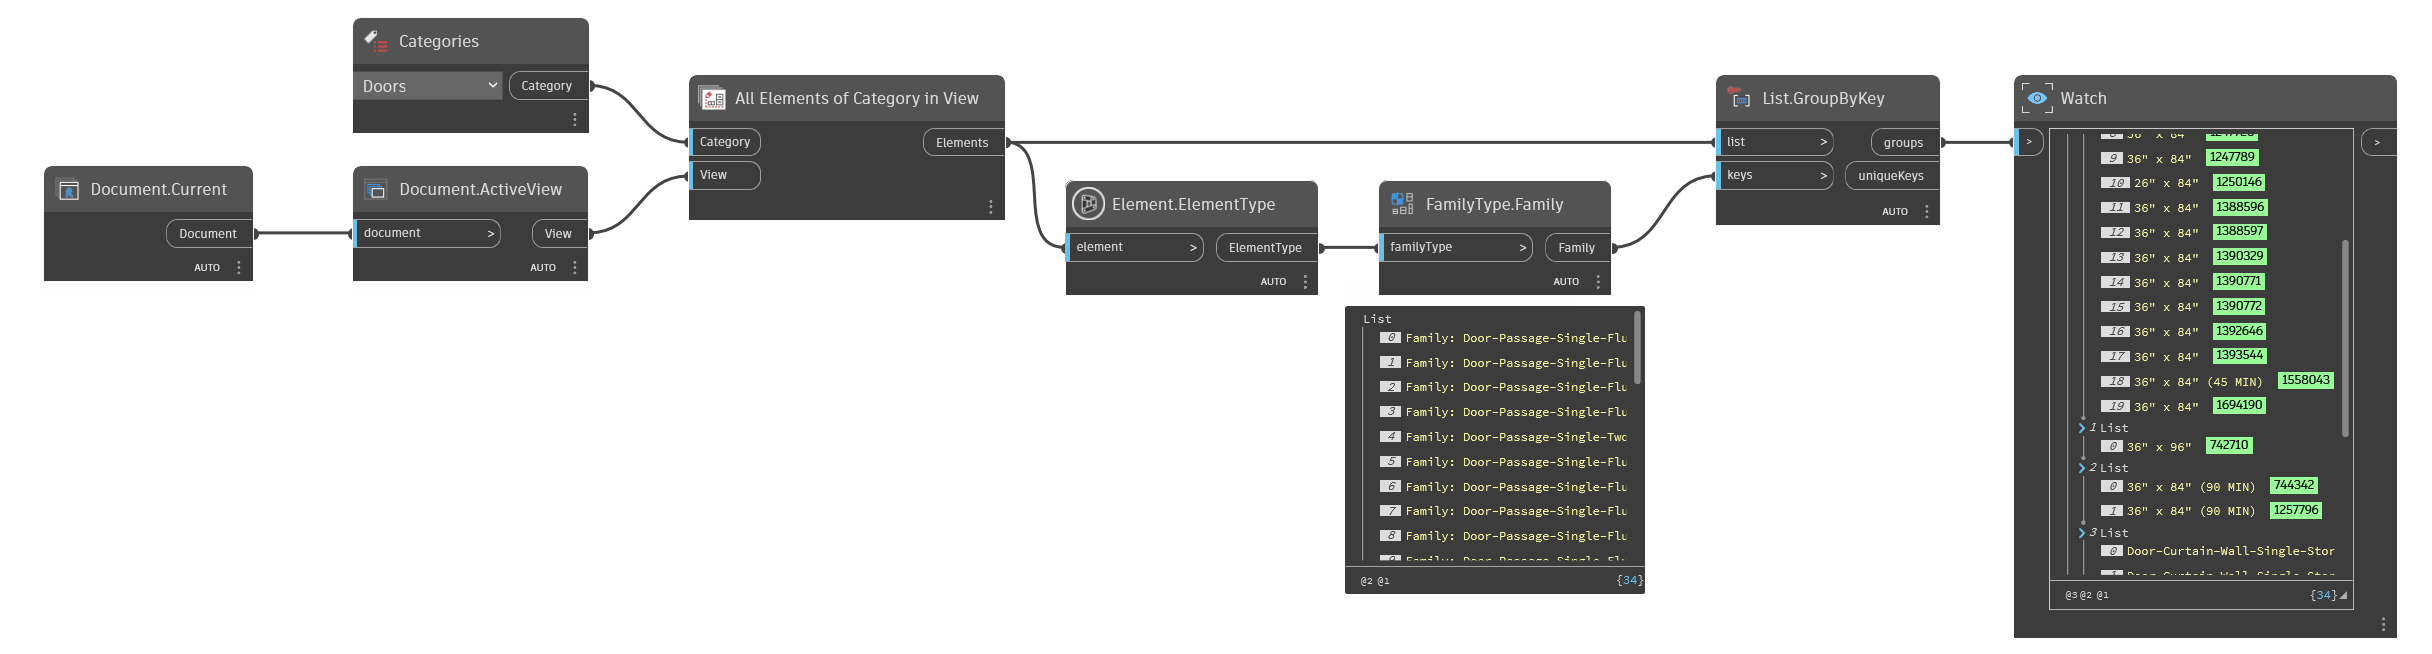 Categories
Doors
Category
Document.Current
Document
AUTO
Document.ActiveView
document >
View
AUTO
All Elements of Category in View
Category
Elements
View
Element.ElementType
element >
ElementType
AUTO
FamilyType.Family
familyType >
Family
AUTO
List
0 Family: Door-Passage-Single-Flu
1 Family: Door-Passage-Single-Flu
2 Family: Door-Passage-Single-Flu
3 Family: Door-Passage-Single-Flu
4 Family: Door-Passage-Single-Two
5 Family: Door-Passage-Single-Flu
6 Family: Door-Passage-Single-Flu
7 Family: Door-Passage-Single-Flu
8 Family: Door-Passage-Single-Flu
@2 @1 {34}
List.GroupByKey
list >
groups
keys >
uniqueKeys
AUTO
Watch
>
>
9 36" x 84" 1247789
10 26" x 84" 1250146
11 36" x 84" 1388596
12 36" x 84" 1388597
13 36" x 84" 1390329
14 36" x 84" 1390771
15 36" x 84" 1390772
16 36" x 84" 1392646
17 36" x 84" 1393544
18 36" x 84" (45 MIN) 1558043
19 36" x 84" 1694190
1 List
0 36" x 96" 742710
2 List
0 36" x 84" (90 MIN) 744342
1 36" x 84" (90 MIN) 1257796
3 List
0 Door-Curtain-Wall-Single-Stor
@3 @2 @1 {34}